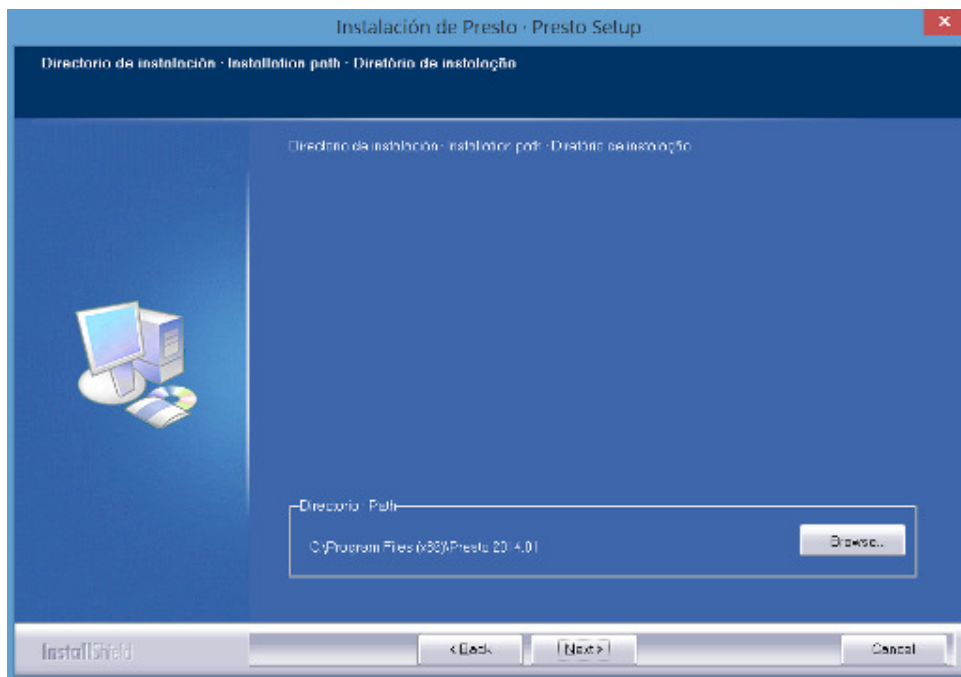 Instalación de Presto · Presto Setup
Directorio de instalación · Installation path · Diretório de instalação
Directorio de instalación · Installation path · Diretório de instalação
Directorio · Path
C:\Program Files (x86)\Presto 2014.01
Browse...
InstallShield
< Back
Next >
Cancel